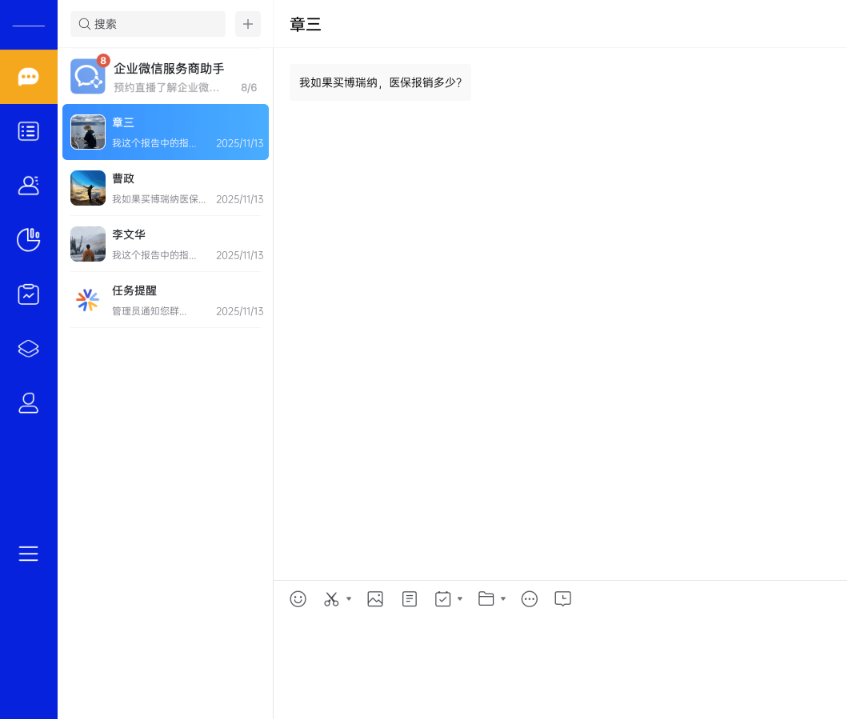 搜索
章三
8
企业微信服务商助手
预约直播了解企业微...
8/6
章三
我这个报告中的指...
2025/11/13
曹政
我如果买博瑞纳医保...
2025/11/13
李文华
我这个报告中的指...
2025/11/13
任务提醒
管理员通知您群...
2025/11/13
我如果买博瑞纳，医保报销多少?